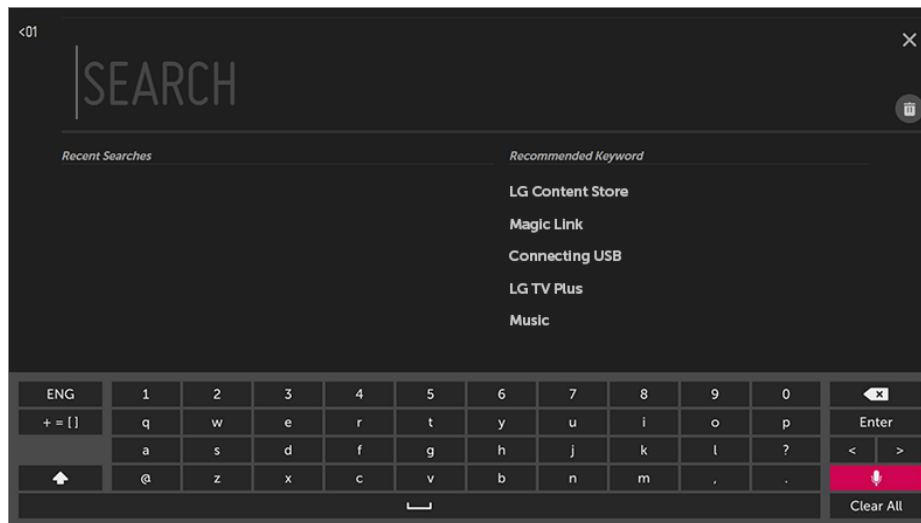 <01
SEARCH
Recent Searches
Recommended Keyword
LG Content Store
Magic Link
Connecting USB
LG TV Plus
Music
ENG 1 2 3 4 5 6 7 8 9 0
+ = [ ] q w e r t y u i o p Enter
a s d f g h j k l ? < >
@ z x c v b n m , .
Clear All